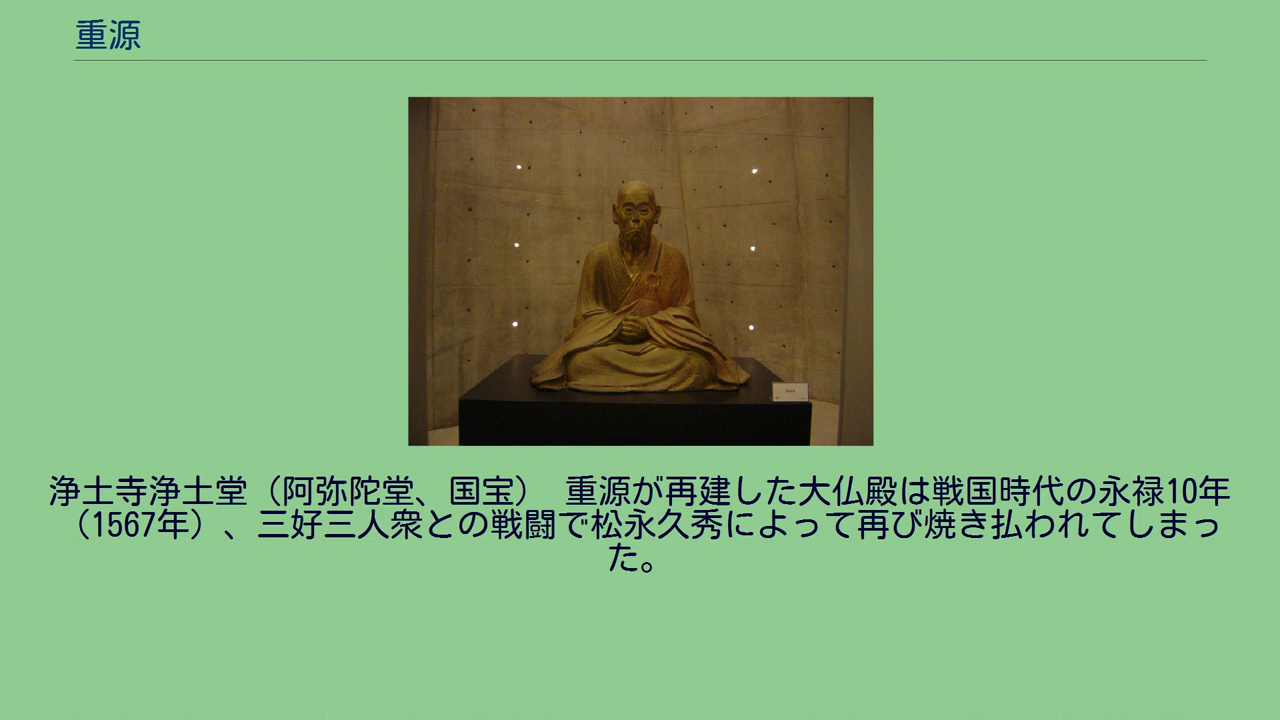 重源
浄土寺浄土堂（阿弥陀堂、国宝）　重源が再建した大仏殿は戦国時代の永禄10年
（1567年）、三好三人衆との戦闘で松永久秀によって再び焼き払われてしまっ
た。